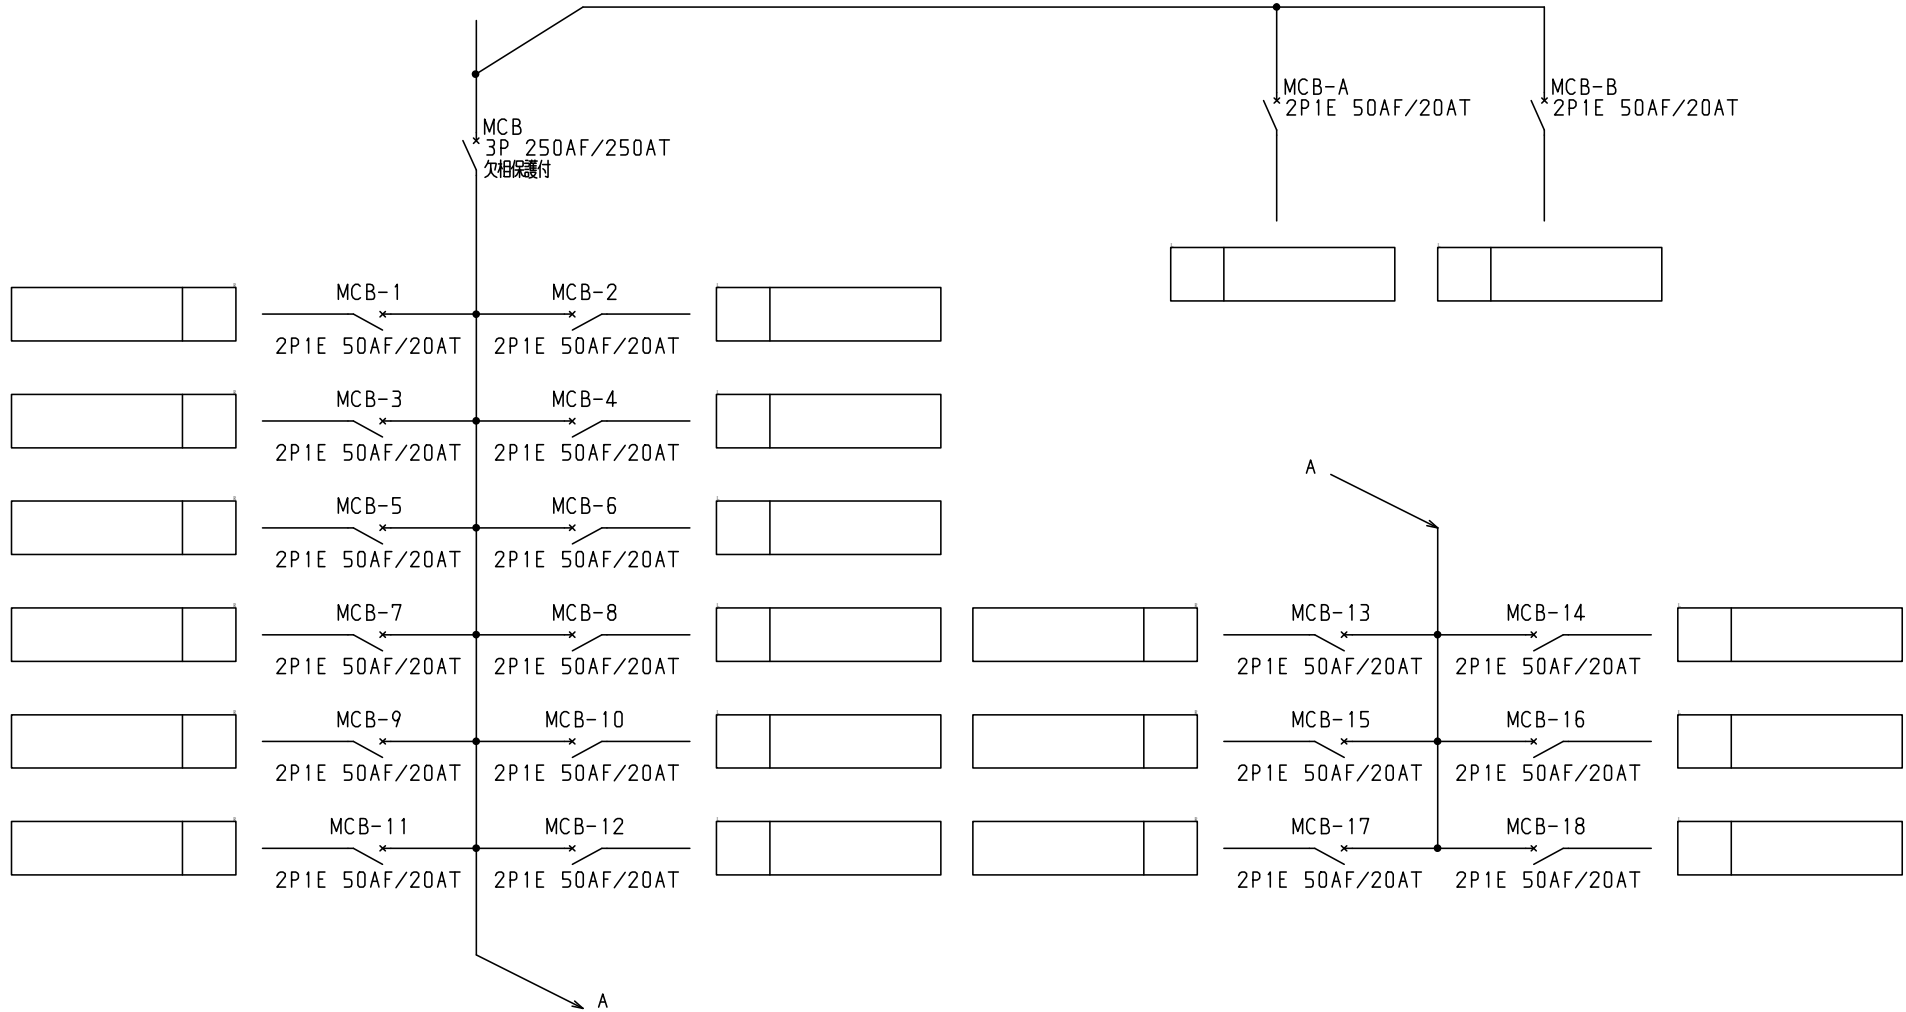 MCB-A
2P1E 50AF/20AT
MCB-B
2P1E 50AF/20AT
MCB
3P 250AF/250AT
欠相保護付
MCB-1
2P1E 50AF/20AT
MCB-2
2P1E 50AF/20AT
MCB-3
2P1E 50AF/20AT
MCB-4
2P1E 50AF/20AT
MCB-5
2P1E 50AF/20AT
MCB-6
2P1E 50AF/20AT
MCB-7
2P1E 50AF/20AT
MCB-8
2P1E 50AF/20AT
MCB-9
2P1E 50AF/20AT
MCB-10
2P1E 50AF/20AT
MCB-11
2P1E 50AF/20AT
MCB-12
2P1E 50AF/20AT
A
A
MCB-13
2P1E 50AF/20AT
MCB-14
2P1E 50AF/20AT
MCB-15
2P1E 50AF/20AT
MCB-16
2P1E 50AF/20AT
MCB-17
2P1E 50AF/20AT
MCB-18
2P1E 50AF/20AT